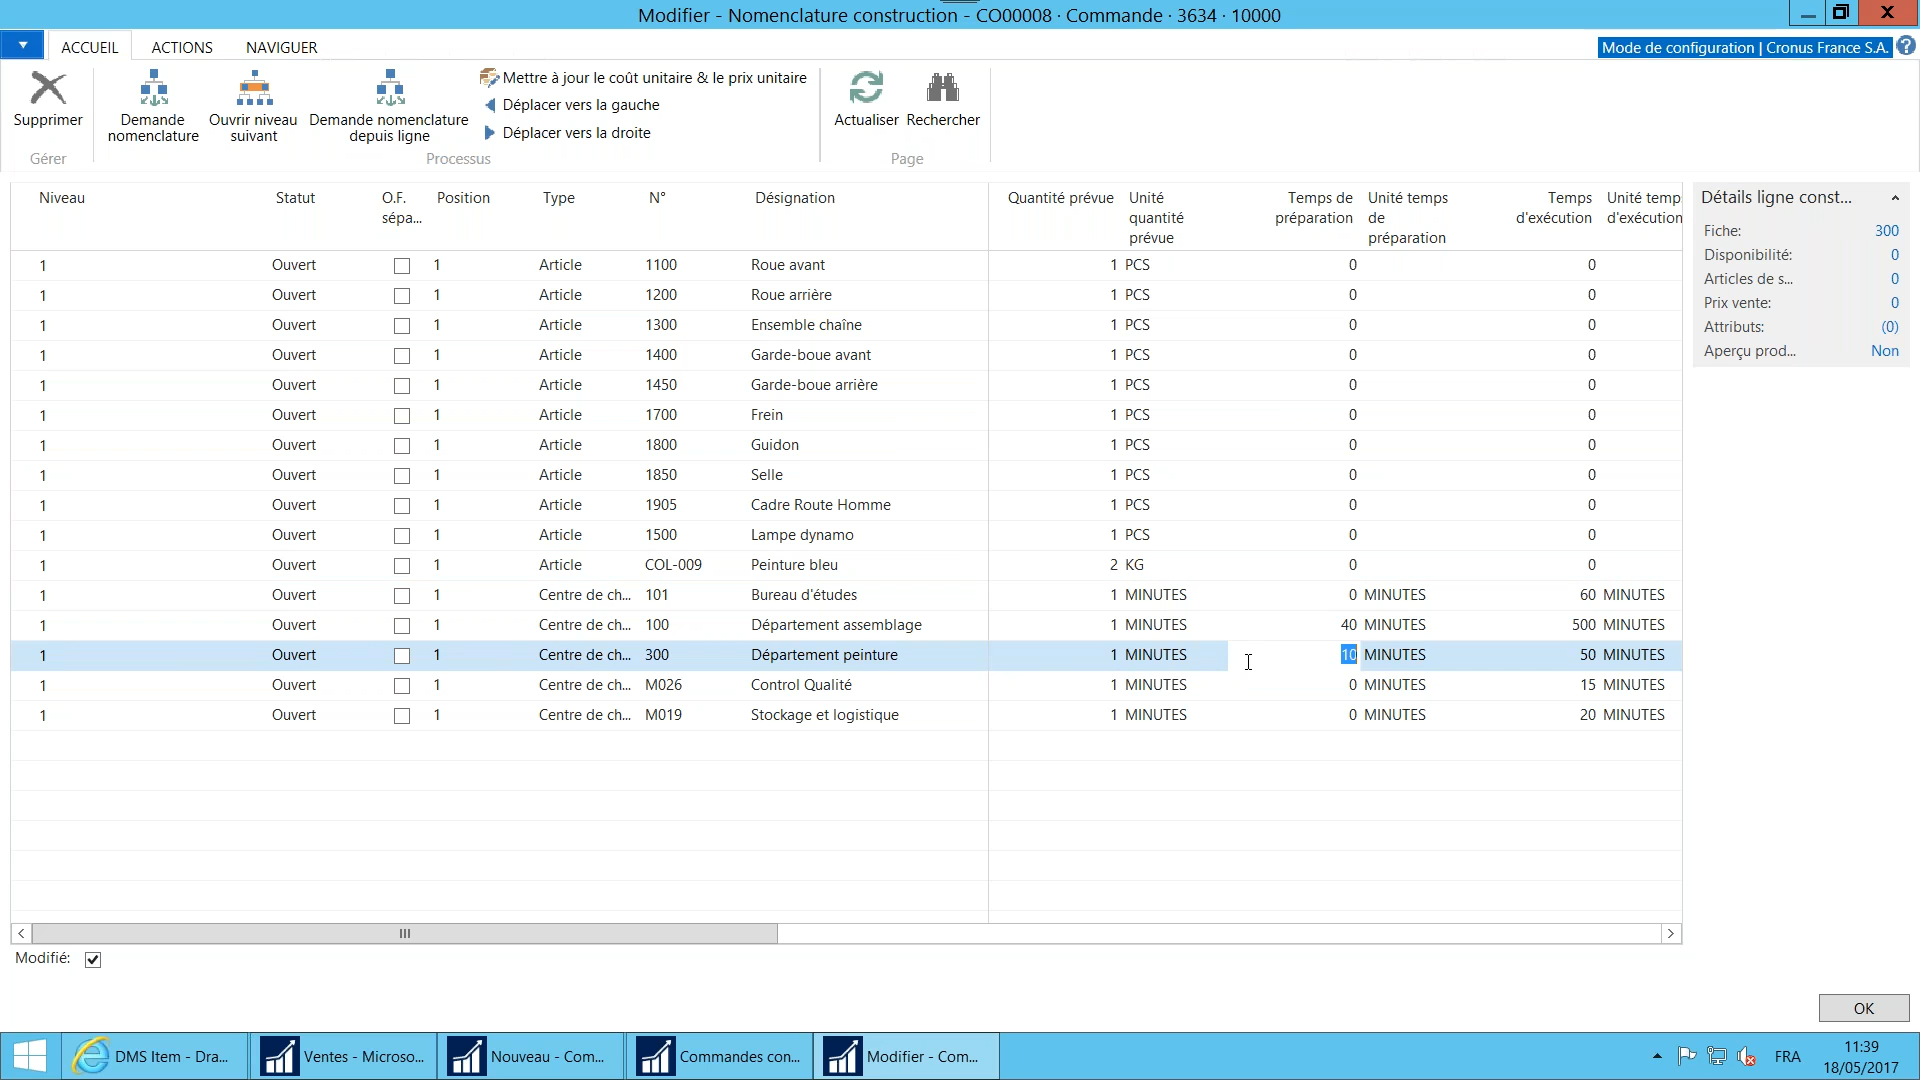 Modifier - Nomenclature construction - CO00008 · Commande · 3634 · 10000
ACCUEIL ACTIONS NAVIGUER
Mode de configuration | Cronus France S.A.
Supprimer
Gérer
Demande nomenclature
Ouvrir niveau suivant
Demande nomenclature depuis ligne
Mettre à jour le coût unitaire & le prix unitaire
Déplacer vers la gauche
Déplacer vers la droite
Processus
Actualiser Rechercher
Page
Niveau Statut O.F. sépa... Position Type N° Désignation Quantité prévue Unité quantité prévue Temps de préparation Unité temps de préparation Temps d'exécution Unité temp d'exécution
1 Ouvert 1 Article 1100 Roue avant 1 PCS 0 0
1 Ouvert 1 Article 1200 Roue arrière 1 PCS 0 0
1 Ouvert 1 Article 1300 Ensemble chaîne 1 PCS 0 0
1 Ouvert 1 Article 1400 Garde-boue avant 1 PCS 0 0
1 Ouvert 1 Article 1450 Garde-boue arrière 1 PCS 0 0
1 Ouvert 1 Article 1700 Frein 1 PCS 0 0
1 Ouvert 1 Article 1800 Guidon 1 PCS 0 0
1 Ouvert 1 Article 1850 Selle 1 PCS 0 0
1 Ouvert 1 Article 1905 Cadre Route Homme 1 PCS 0 0
1 Ouvert 1 Article 1500 Lampe dynamo 1 PCS 0 0
1 Ouvert 1 Article COL-009 Peinture bleu 2 KG 0 0
1 Ouvert 1 Centre de ch... 101 Bureau d'études 1 MINUTES 0 MINUTES 60 MINUTES
1 Ouvert 1 Centre de ch... 100 Département assemblage 1 MINUTES 40 MINUTES 500 MINUTES
1 Ouvert 1 Centre de ch... 300 Département peinture 1 MINUTES 10 MINUTES 50 MINUTES
1 Ouvert 1 Centre de ch... M026 Control Qualité 1 MINUTES 0 MINUTES 15 MINUTES
1 Ouvert 1 Centre de ch... M019 Stockage et logistique 1 MINUTES 0 MINUTES 20 MINUTES
Détails ligne const...
Fiche: 300
Disponibilité: 0
Articles de s... 0
Prix vente: 0
Attributs: (0)
Aperçu prod... Non
Modifié:
OK
DMS Item - Dra... Ventes - Microso... Nouveau - Com... Commandes con... Modifier - Com...
FRA
11:39
18/05/2017